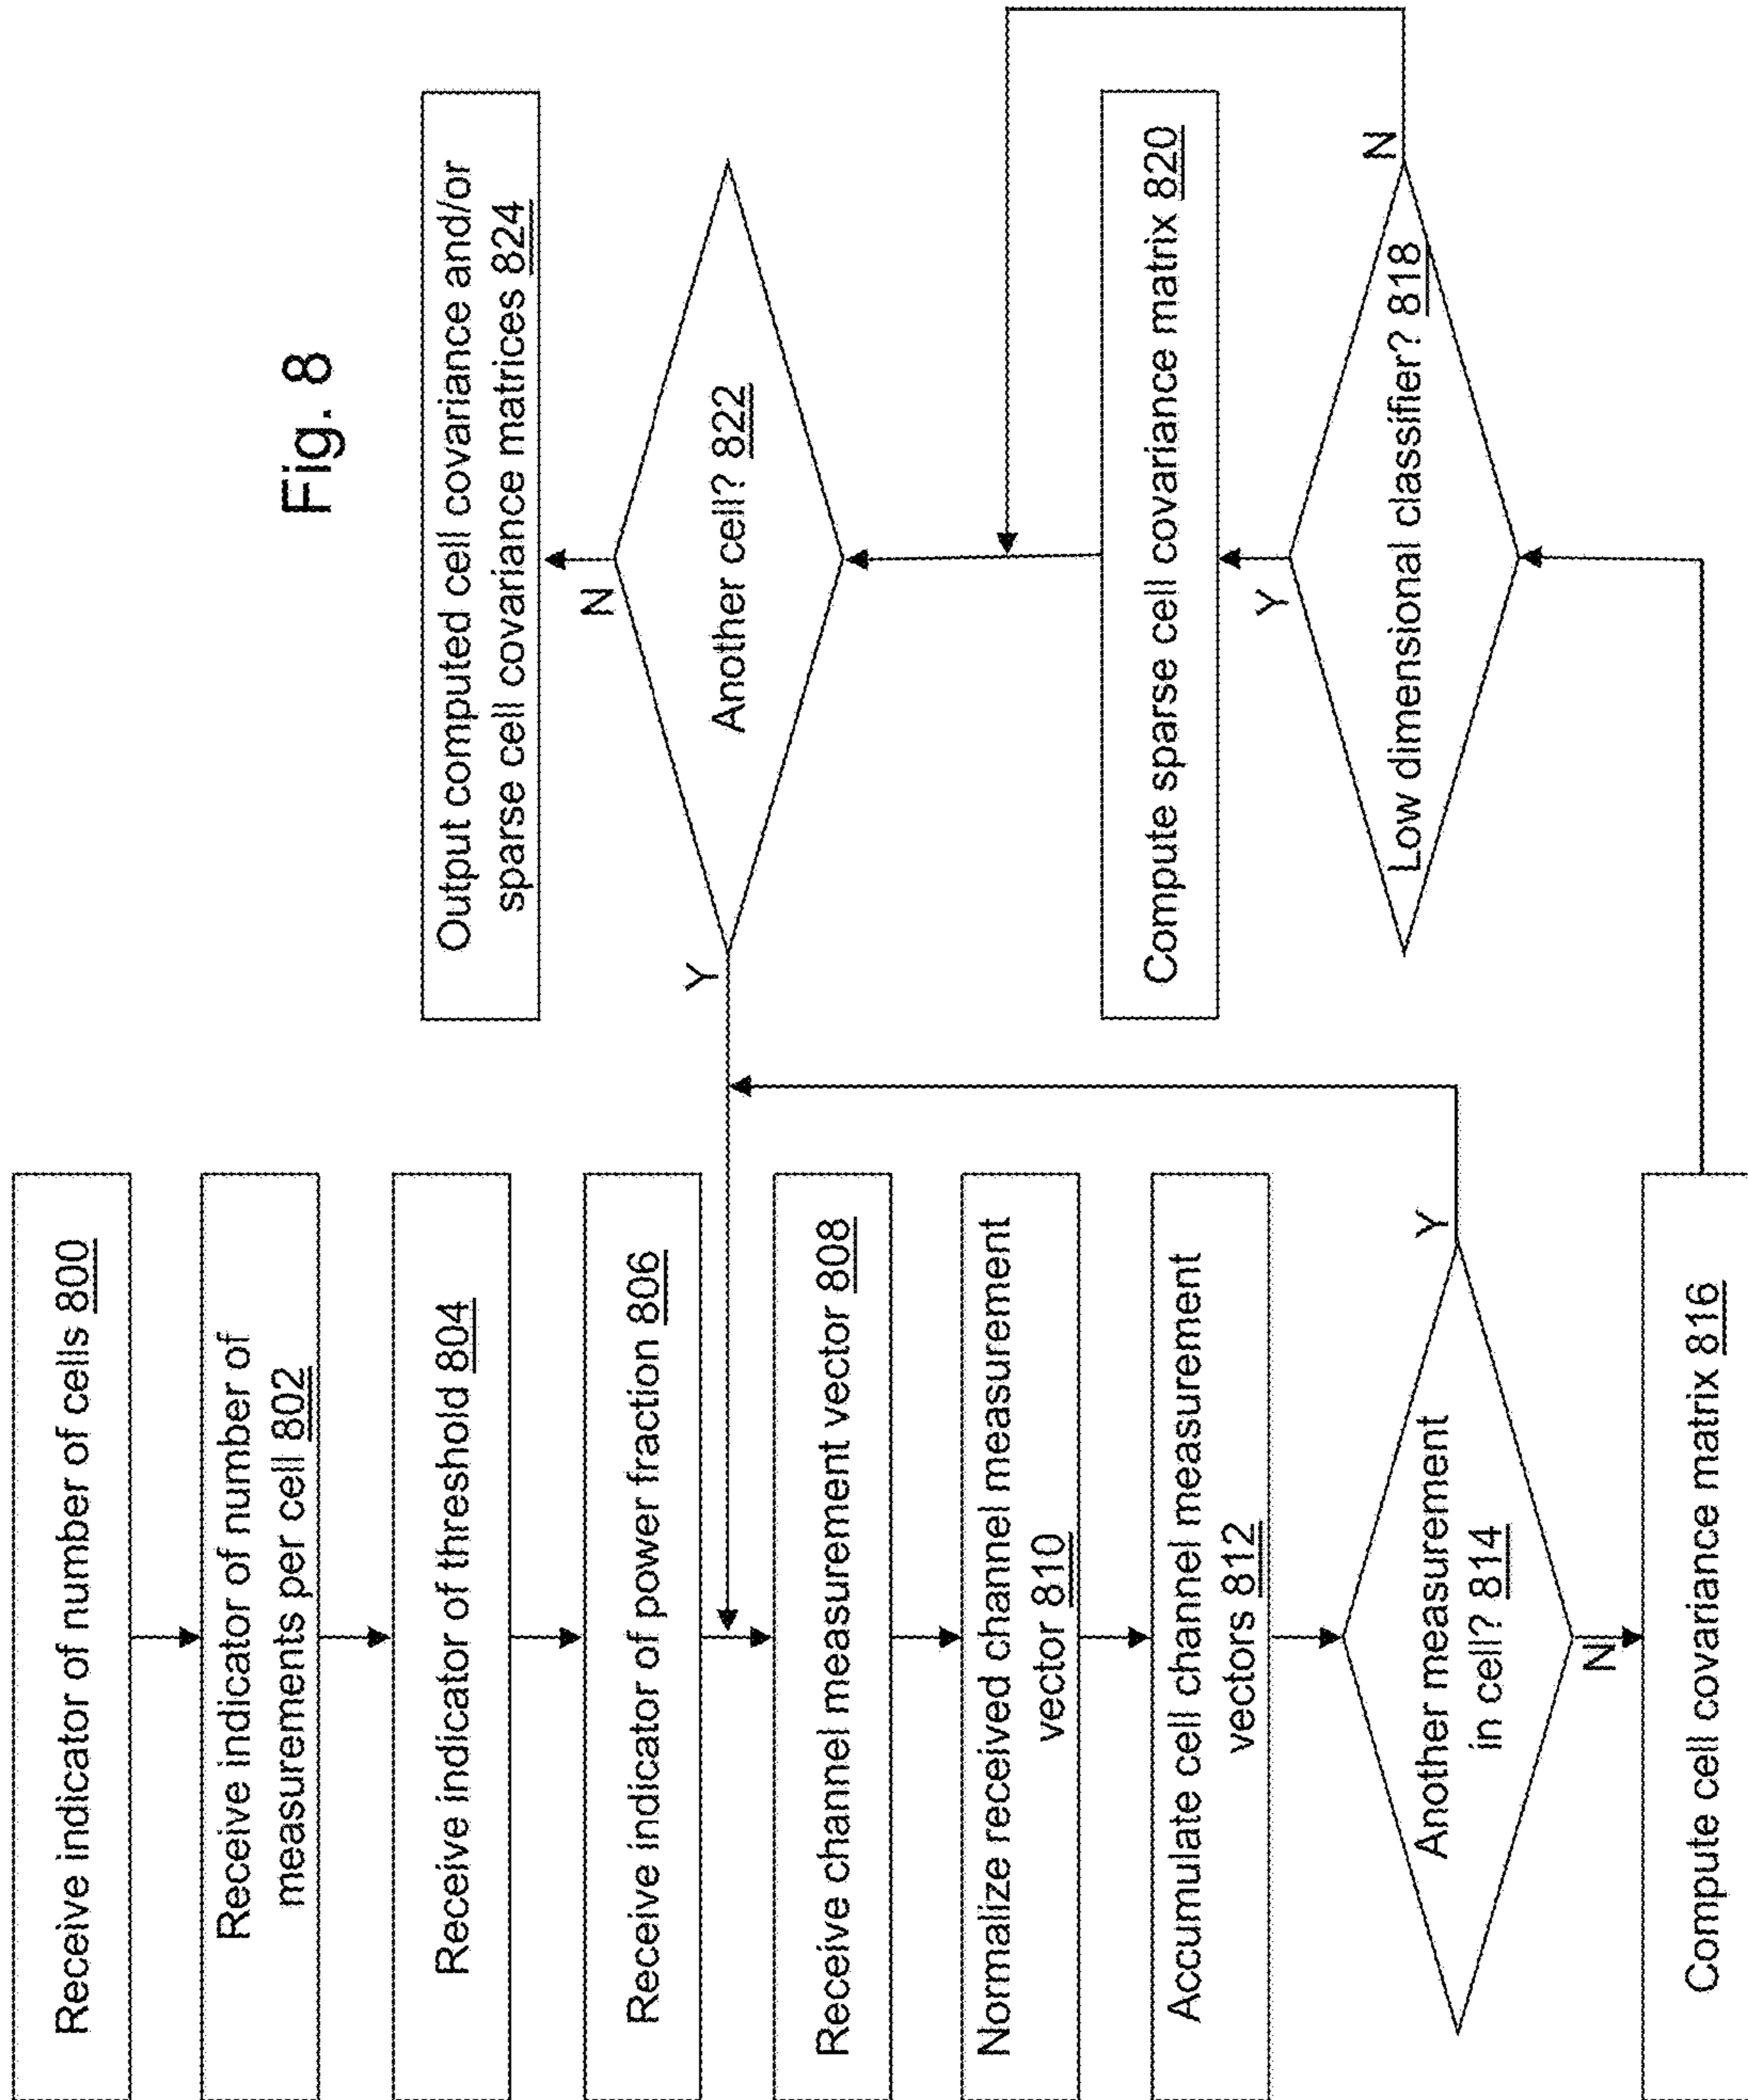 Receive indicator of number of cells 800
Receive indicator of number of
measurements per cell 802
Receive indicator of threshold 804
Receive indicator of power fraction 806
Receive channel measurement vector 808
Normalize received channel measurement
vector 810
Accumulate cell channel measurement
vectors 812
Another measurement
in cell? 814
Y
N
Compute cell covariance matrix 816
Fig. 8
Output computed cell covariance and/or
sparse cell covariance matrices 824
N
Another cell? 822
Y
Compute sparse cell covariance matrix 820
Y
Low dimensional classifier? 818
N